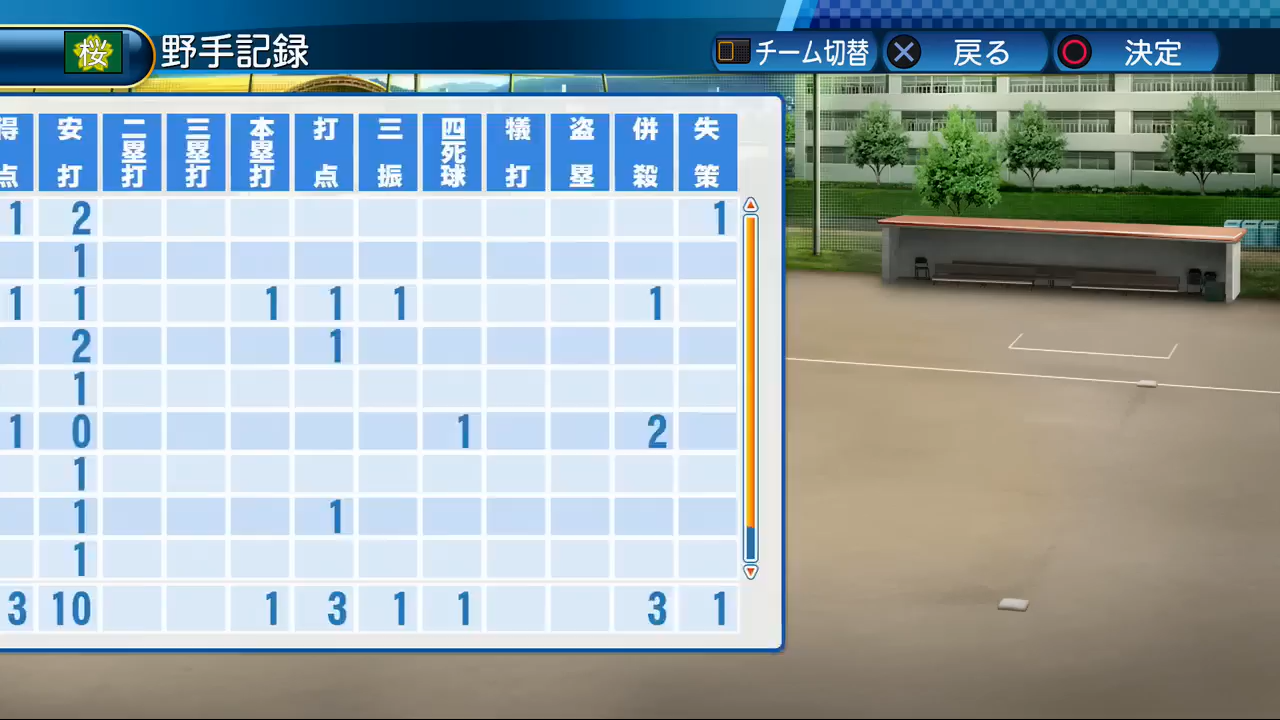 桜 野手記録 チーム切替 戻る 決定
得点 安打 二塁打 三塁打 本塁打 打点 三振 四死球 犠打 盗塁 併殺 失策
1 2 1
1
1 1 1 1 1 1
2 1
1
1 0 1 2
1
1 1
1
3 10 1 3 1 1 3 1